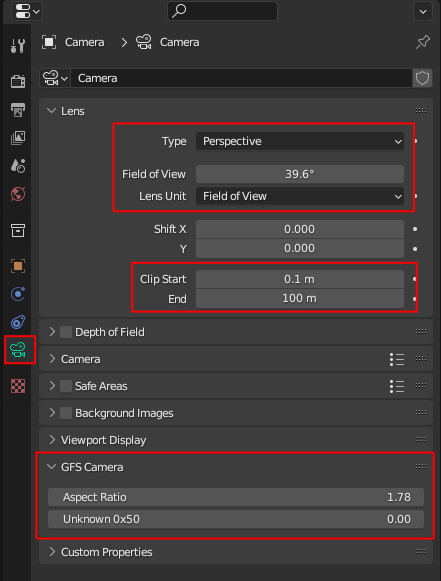 Camera > Camera
Camera
Lens
Type Perspective
Field of View 39.6°
Lens Unit Field of View
Shift X 0.000
Y 0.000
Clip Start 0.1 m
End 100 m
Depth of Field
Camera
Safe Areas
Background Images
Viewport Display
GFS Camera
Aspect Ratio 1.78
Unknown 0x50 0.00
Custom Properties